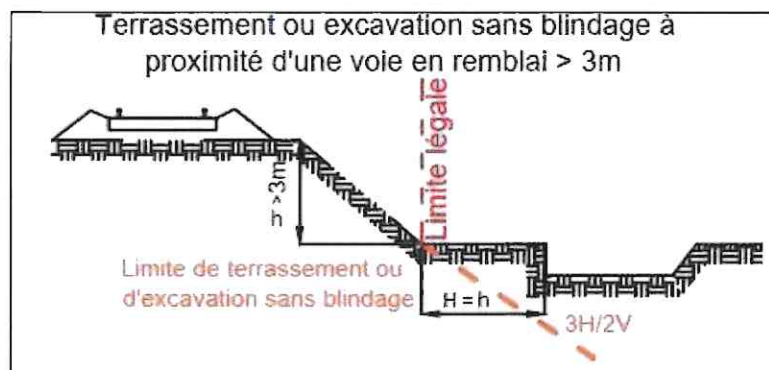 Terrassement ou excavation sans blindage à
proximité d'une voie en remblai > 3m
Limite légale
h > 3m
Limite de terrassement ou
d'excavation sans blindage
H = h
3H/2V